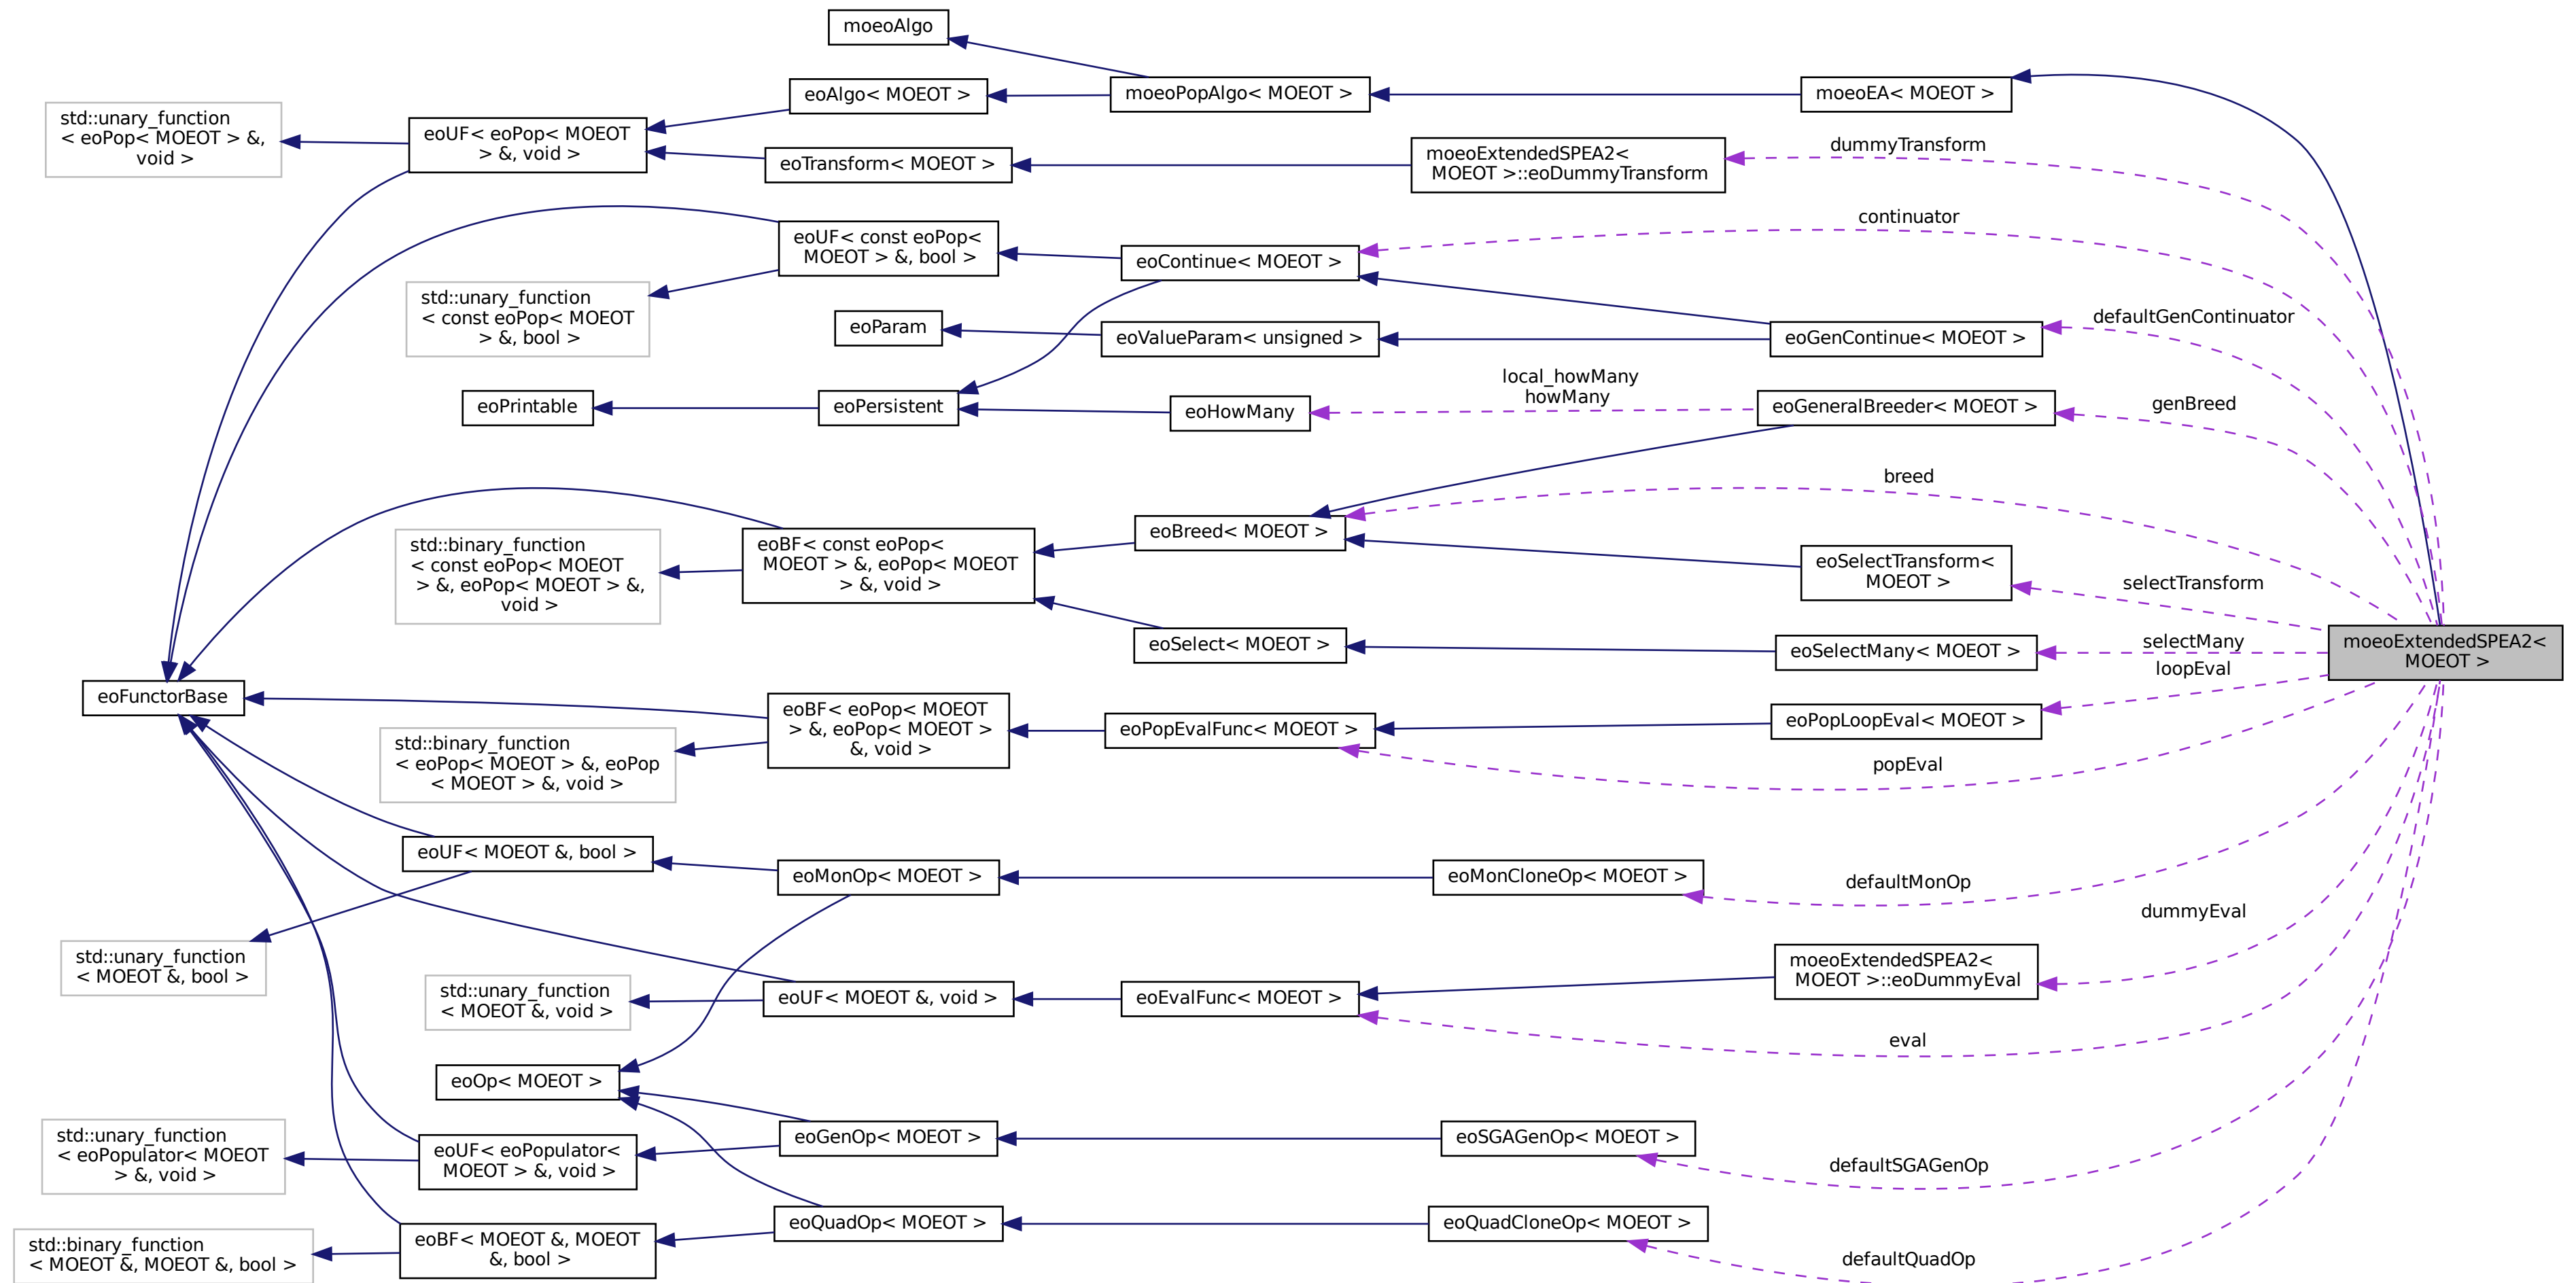 moeoAlgo
eoAlgo< MOEOT >
moeoPopAlgo< MOEOT >
moeoEA< MOEOT >
std::unary_function
< eoPop< MOEOT > &,
void >
eoUF< eoPop< MOEOT
> &, void >
eoTransform< MOEOT >
moeoExtendedSPEA2<
MOEOT >::eoDummyTransform
dummyTransform
eoUF< const eoPop<
MOEOT > &, bool >
eoContinue< MOEOT >
continuator
std::unary_function
< const eoPop< MOEOT
> &, bool >
eoParam
eoValueParam< unsigned >
eoGenContinue< MOEOT >
defaultGenContinuator
eoPrintable
eoPersistent
eoHowMany
local_howMany
howMany
eoGeneralBreeder< MOEOT >
genBreed
breed
std::binary_function
< const eoPop< MOEOT
> &, eoPop< MOEOT > &,
void >
eoBF< const eoPop<
MOEOT > &, eoPop< MOEOT
> &, void >
eoBreed< MOEOT >
eoSelectTransform<
MOEOT >
selectTransform
eoSelect< MOEOT >
eoSelectMany< MOEOT >
selectMany
loopEval
moeoExtendedSPEA2<
MOEOT >
eoFunctorBase
eoBF< eoPop< MOEOT
> &, eoPop< MOEOT >
&, void >
eoPopEvalFunc< MOEOT >
eoPopLoopEval< MOEOT >
popEval
std::binary_function
< eoPop< MOEOT > &, eoPop
< MOEOT > &, void >
eoUF< MOEOT &, bool >
eoMonOp< MOEOT >
eoMonCloneOp< MOEOT >
defaultMonOp
dummyEval
std::unary_function
< MOEOT &, bool >
std::unary_function
< MOEOT &, void >
eoUF< MOEOT &, void >
eoEvalFunc< MOEOT >
moeoExtendedSPEA2<
MOEOT >::eoDummyEval
eval
eoOp< MOEOT >
std::unary_function
< eoPopulator< MOEOT
> &, void >
eoUF< eoPopulator<
MOEOT > &, void >
eoGenOp< MOEOT >
eoSGAGenOp< MOEOT >
defaultSGAGenOp
std::binary_function
< MOEOT &, MOEOT &, bool >
eoBF< MOEOT &, MOEOT
&, bool >
eoQuadOp< MOEOT >
eoQuadCloneOp< MOEOT >
defaultQuadOp